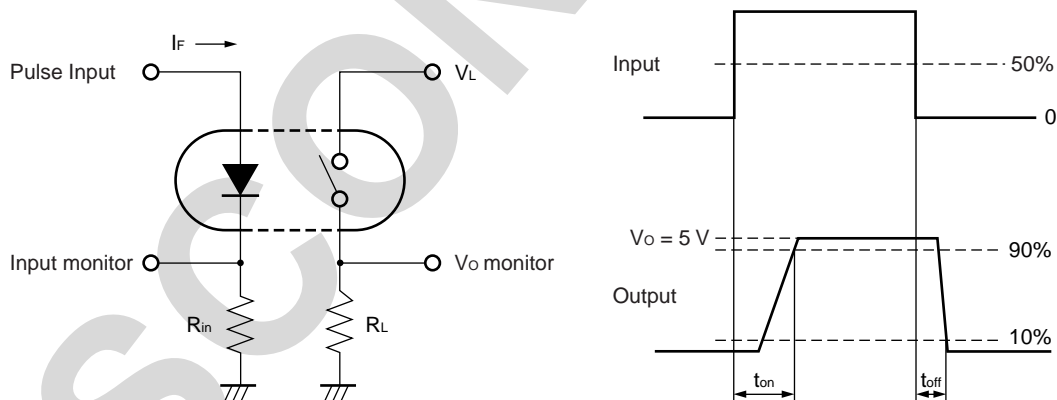 IF
Pulse Input
VL
Input monitor
VO monitor
Rin
RL
Input
50%
0
VO = 5 V
90%
Output
10%
ton
toff